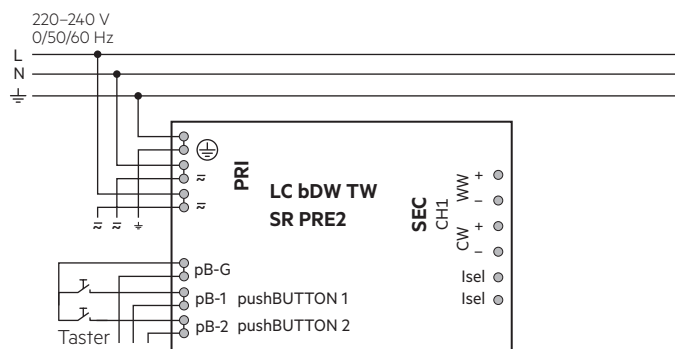 220–240 V
0/50/60 Hz
L
N
PRI
LC bDW TW
SR PRE2
SEC
CH1
WW
+
–
CW
+
–
Isel
Isel
≂
≂
≂ ≂
pB-G
pB-1 pushBUTTON 1
pB-2 pushBUTTON 2
Taster